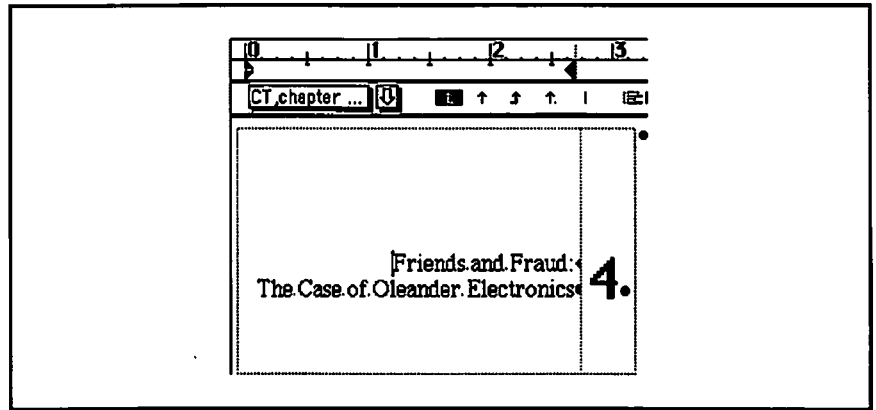 0 1 2 3
CT,chapter ...
Friends and Fraud:
The Case of Oleander Electronics
4